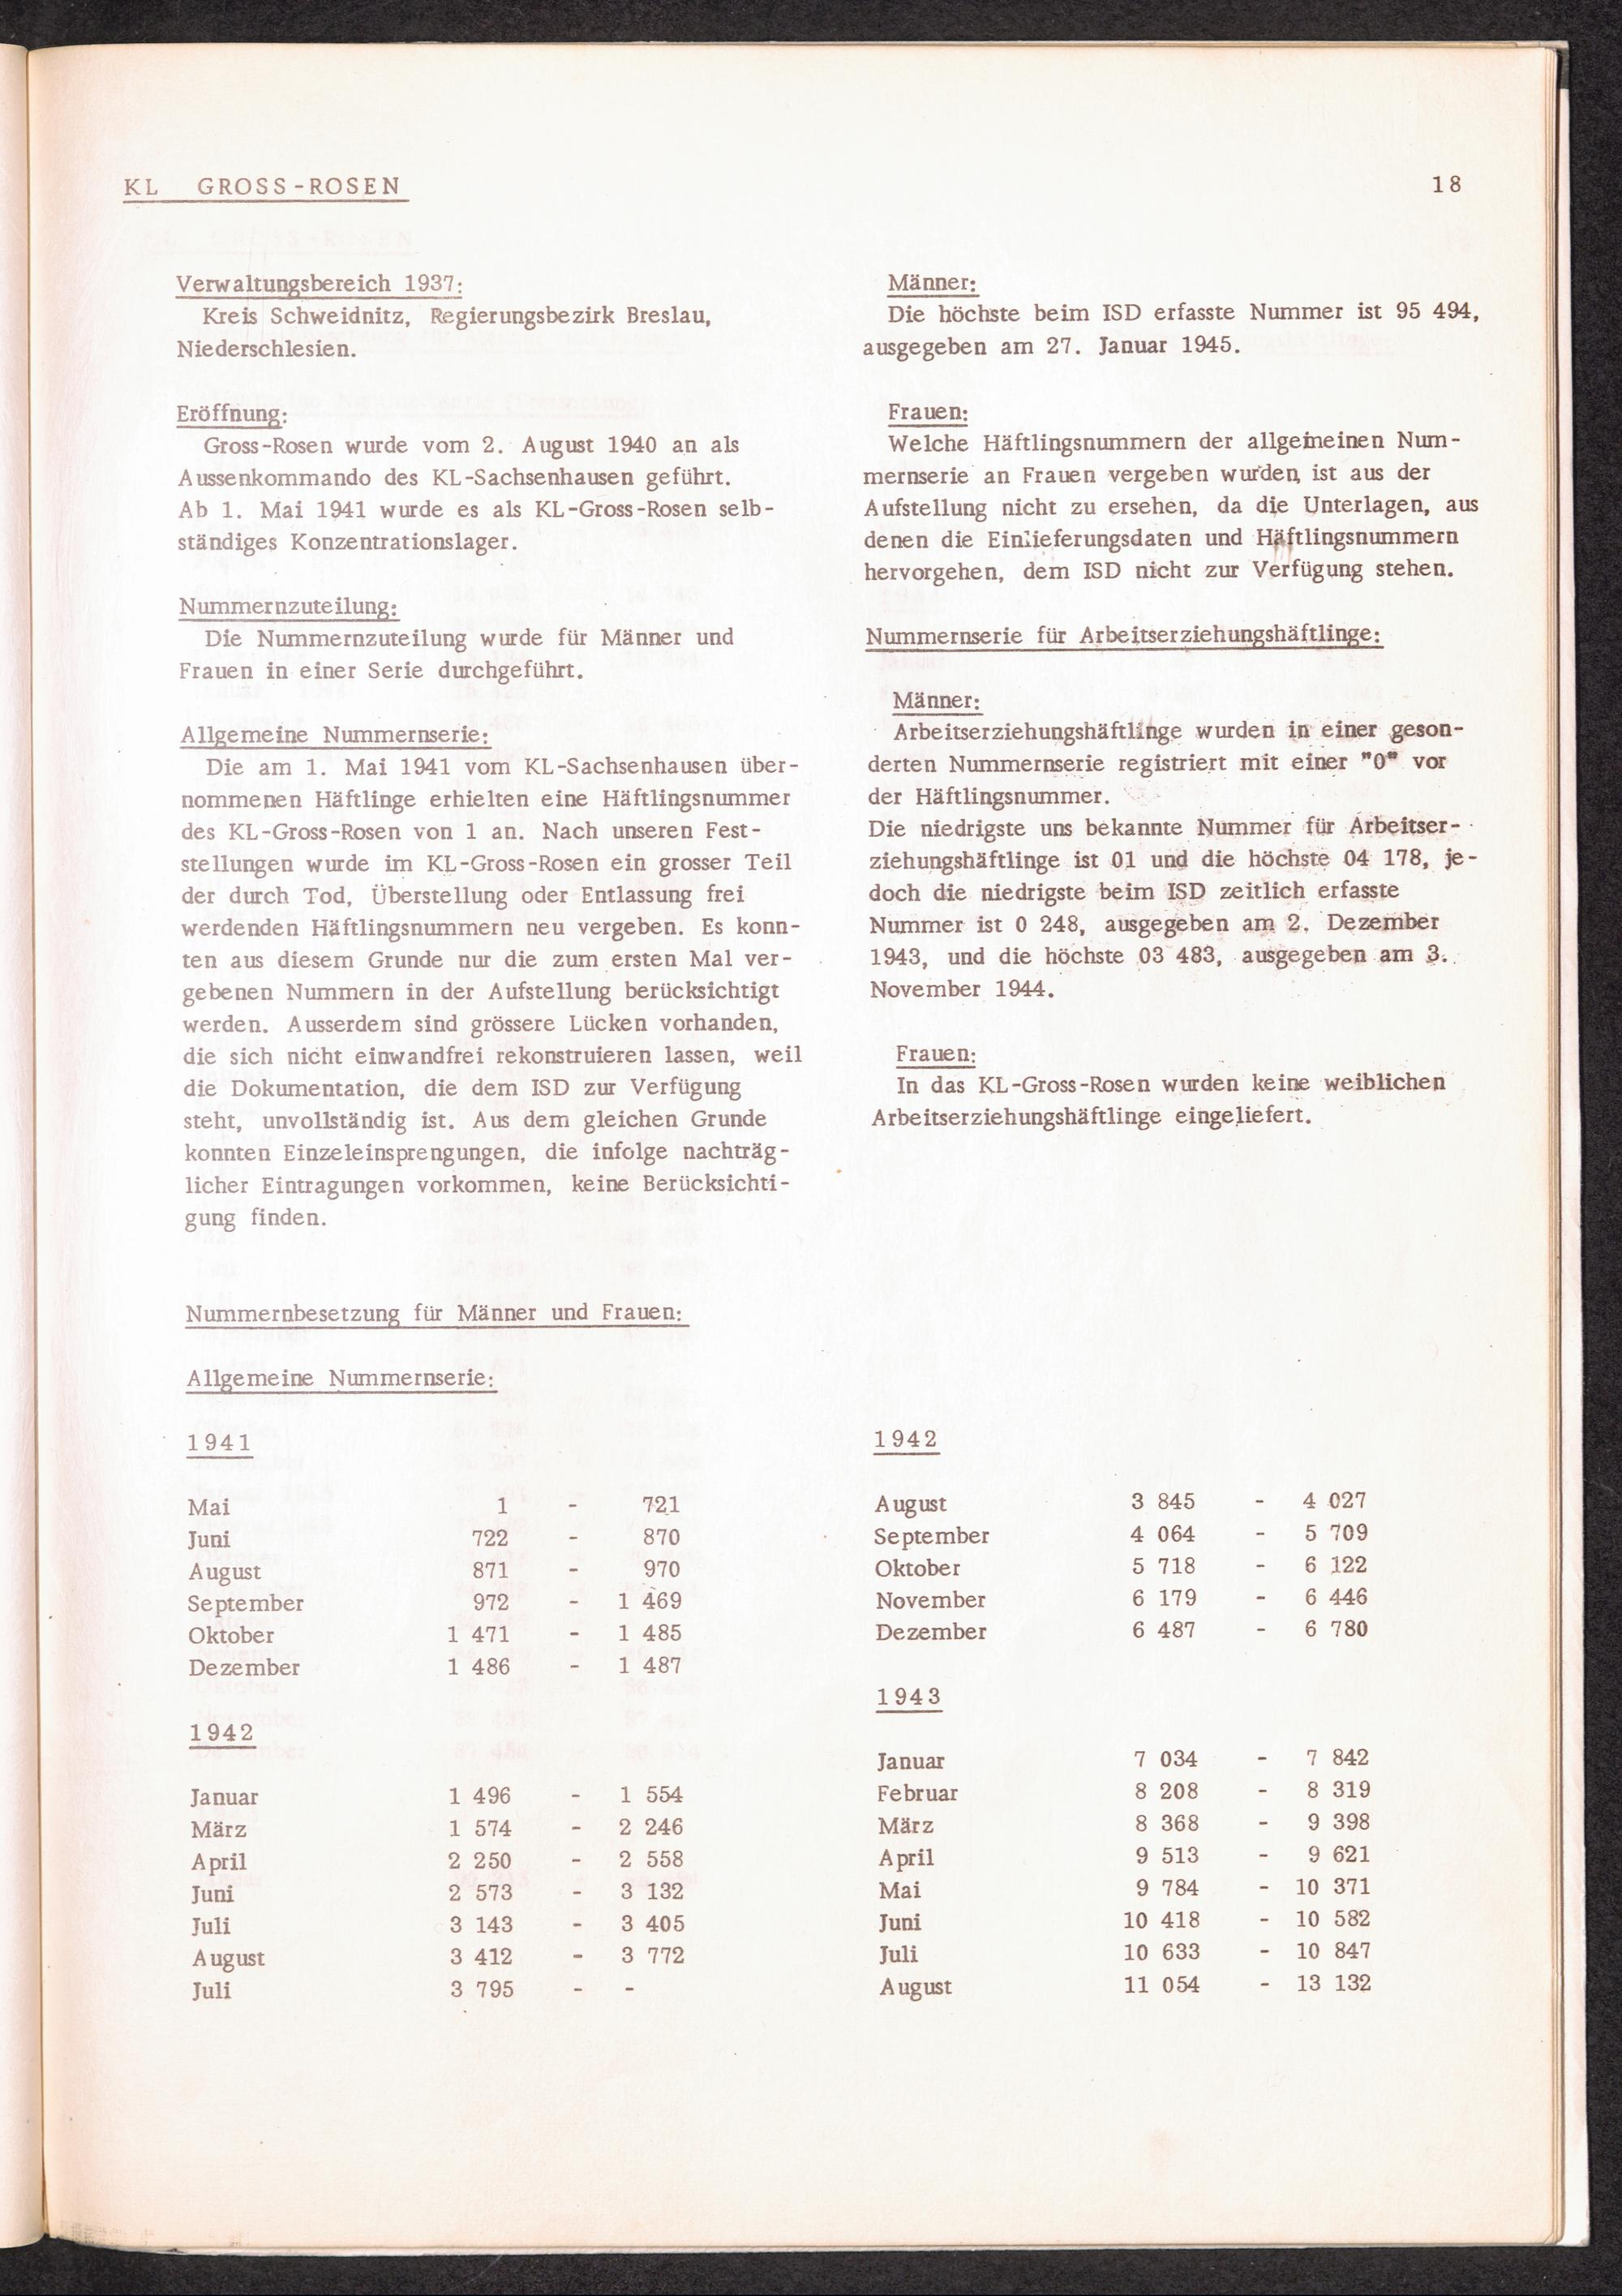 KL GROSS-ROSEN
18
Verwaltungsbereich 1937:
Kreis Schweidnitz, Regierungsbezirk Breslau,
Niederschlesien.
Eröffnung:
Gross-Rosen wurde vom 2. August 1940 an als
Aussenkommando des KL-Sachsenhausen geführt.
Ab 1. Mai 1941 wurde es als KL-Gross-Rosen selb-
ständiges Konzentrationslager.
Nummernzuteilung:
Die Nummernzuteilung wurde für Männer und
Frauen in einer Serie durchgeführt.
Allgemeine Nummernserie:
Die am 1. Mai 1941 vom KL-Sachsenhausen über-
nommenen Häftlinge erhielten eine Häftlingsnummer
des KL-Gross-Rosen von 1 an. Nach unseren Fest-
stellungen wurde im KL-Gross-Rosen ein grosser Teil
der durch Tod, Überstellung oder Entlassung frei
werdenden Häftlingsnummern neu vergeben. Es konn-
ten aus diesem Grunde nur die zum ersten Mal ver-
gebenen Nummern in der Aufstellung berücksichtigt
werden. Ausserdem sind grössere Lücken vorhanden,
die sich nicht einwandfrei rekonstruieren lassen, weil
die Dokumentation, die dem ISD zur Verfügung
steht, unvollständig ist. Aus dem gleichen Grunde
konnten Einzeleinsprengungen, die infolge nachträg-
licher Eintragungen vorkommen, keine Berücksichti-
gung finden.
Männer:
Die höchste beim ISD erfasste Nummer ist 95 494,
ausgegeben am 27. Januar 1945.
Frauen:
Welche Häftlingsnummern der allgemeinen Num-
mernserie an Frauen vergeben wurden, ist aus der
Aufstellung nicht zu ersehen, da die Unterlagen, aus
denen die Einlieferungsdaten und Häftlingsnummern
hervorgehen, dem ISD nicht zur Verfügung stehen.
Nummernserie für Arbeitserziehungshäftlinge:
Männer:
Arbeitserziehungshäftlinge wurden in einer geson-
derten Nummernserie registriert mit einer "0" vor
der Häftlingsnummer.
Die niedrigste uns bekannte Nummer für Arbeitser-
ziehungshäftlinge ist 01 und die höchste 04 178, je-
doch die niedrigste beim ISD zeitlich erfasste
Nummer ist 0 248, ausgegeben am 2. Dezember
1943, und die höchste 03 483, ausgegeben am 3.
November 1944.
Frauen:
In das KL-Gross-Rosen wurden keine weiblichen
Arbeitserziehungshäftlinge eingeliefert.
Nummernbesetzung für Männer und Frauen:
Allgemeine Nummernserie:
1941
Mai 1 - 721
Juni 722 - 870
August 871 - 970
September 972 - 1 469
Oktober 1 471 - 1 485
Dezember 1 486 - 1 487
1942
Januar 1 496 - 1 554
März 1 574 - 2 246
April 2 250 - 2 558
Juni 2 573 - 3 132
Juli 3 143 - 3 405
August 3 412 - 3 772
Juli 3 795 - -
1942
August 3 845 - 4 027
September 4 064 - 5 709
Oktober 5 718 - 6 122
November 6 179 - 6 446
Dezember 6 487 - 6 780
1943
Januar 7 034 - 7 842
Februar 8 208 - 8 319
März 8 368 - 9 398
April 9 513 - 9 621
Mai 9 784 - 10 371
Juni 10 418 - 10 582
Juli 10 633 - 10 847
August 11 054 - 13 132